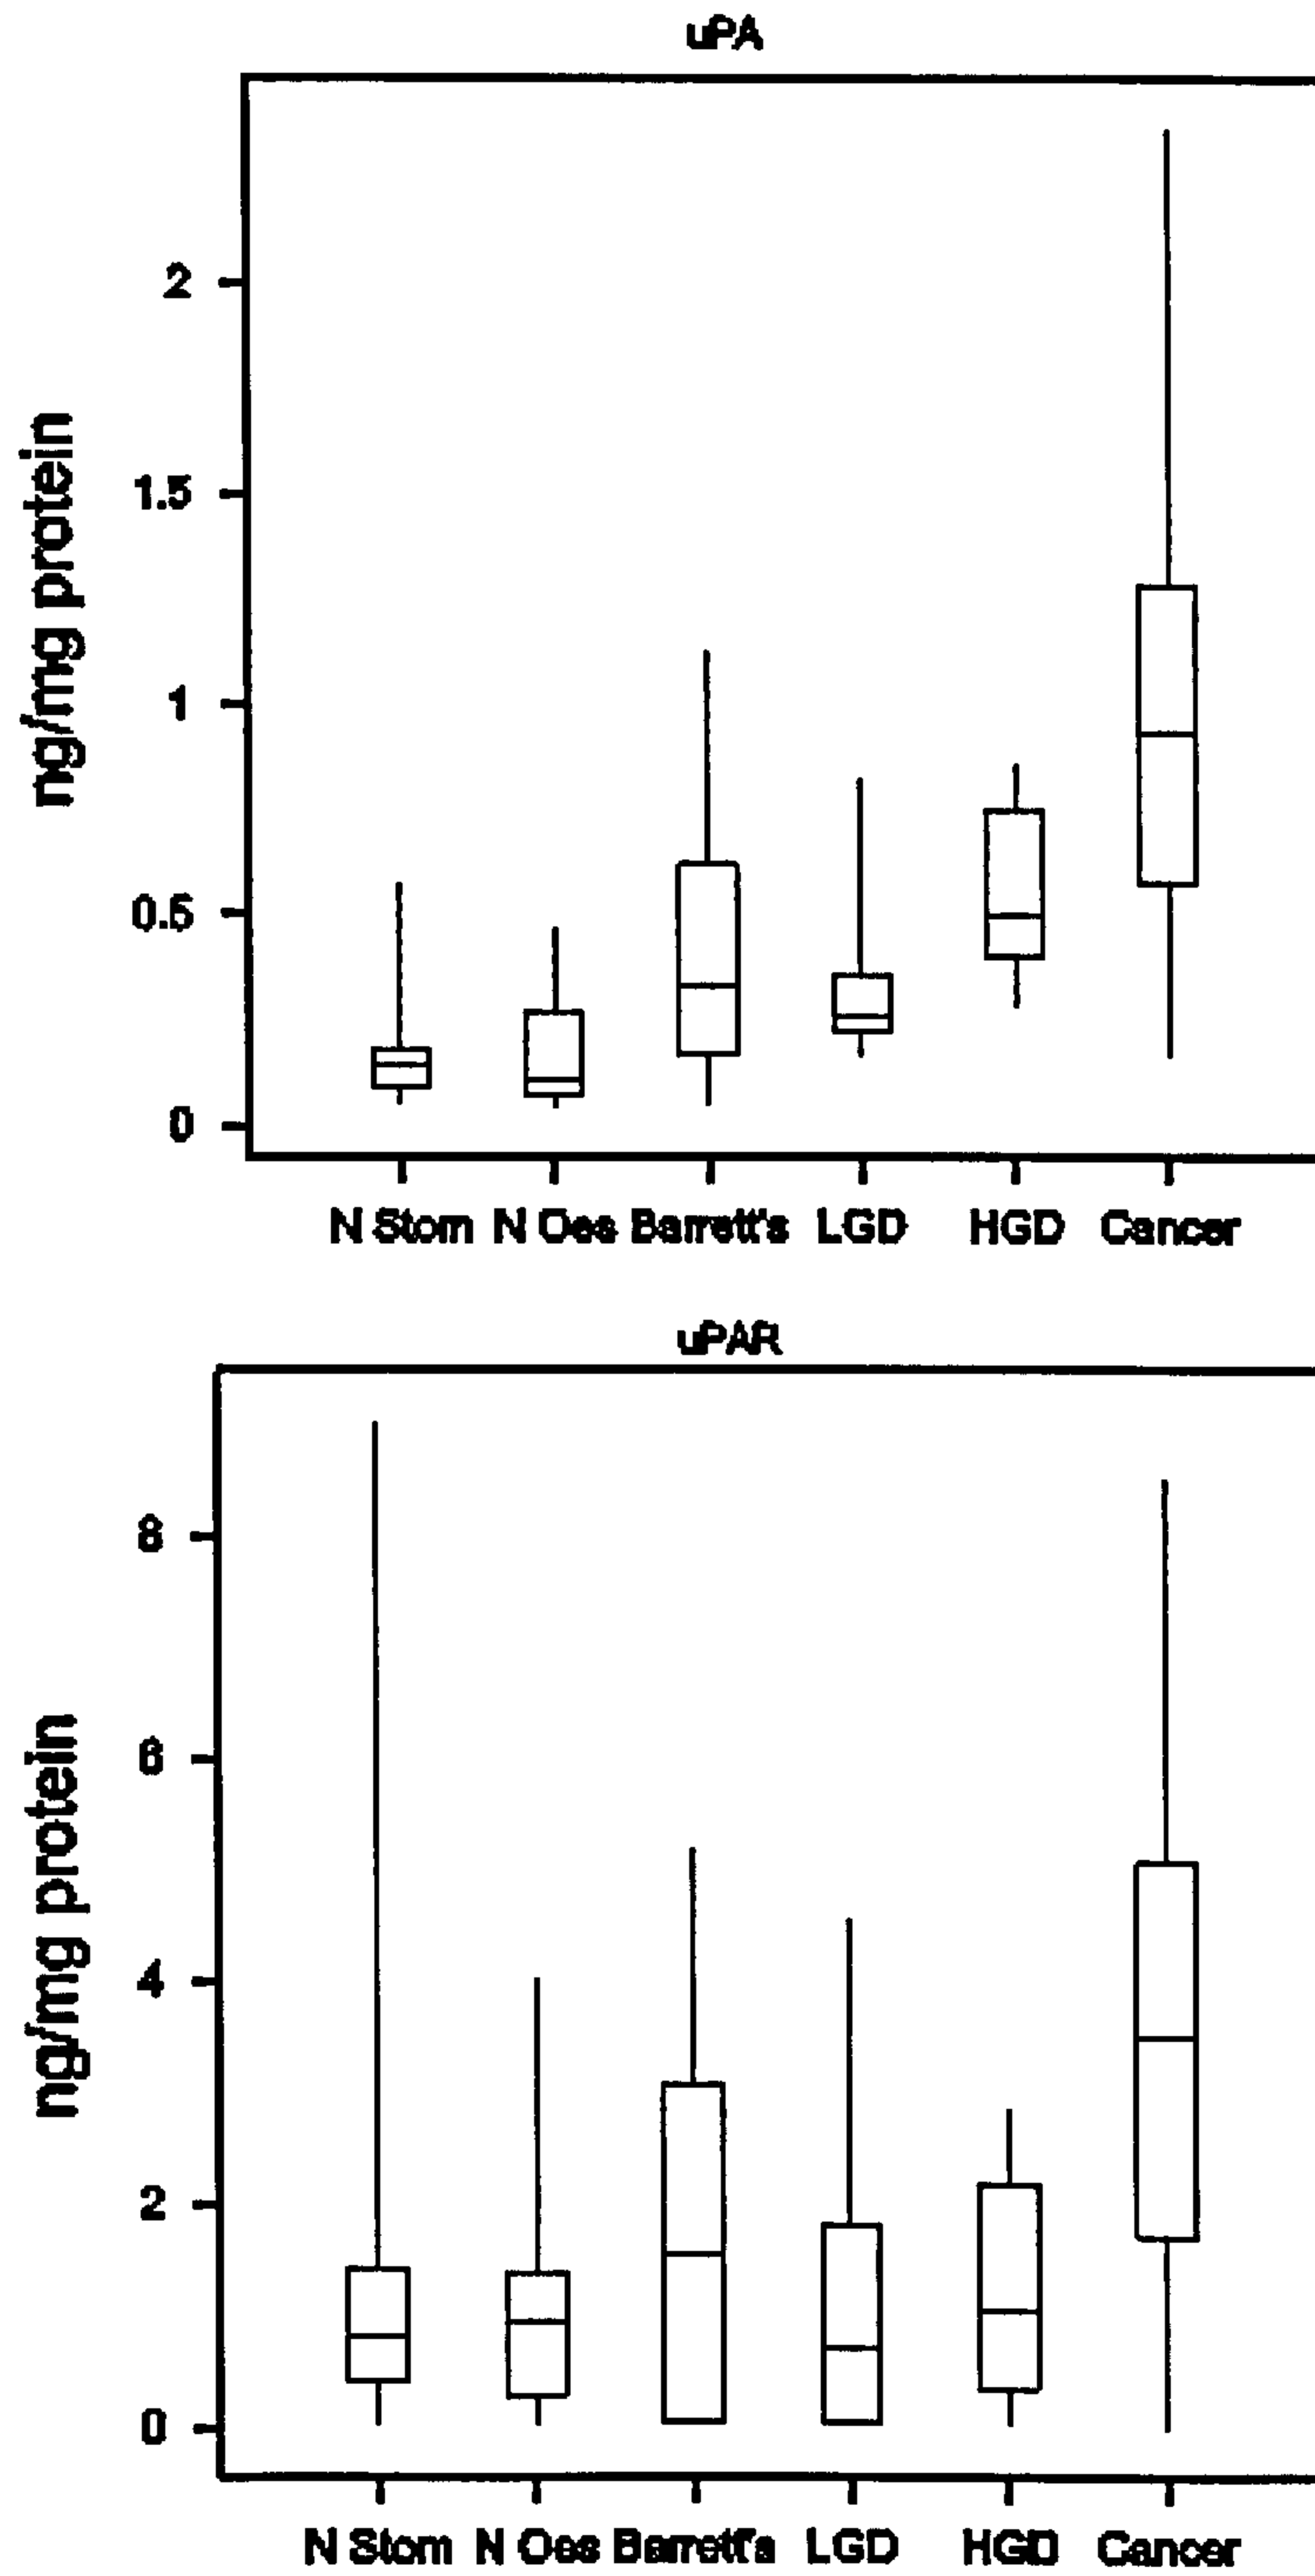 uPA
ng/mg protein
2
1.5
1
0.5
0
N Stom N Oes Barrett's LGD HGD Cancer
uPAR
ng/mg protein
8
6
4
2
0
N Stom N Oes Barrett's LGD HGD Cancer